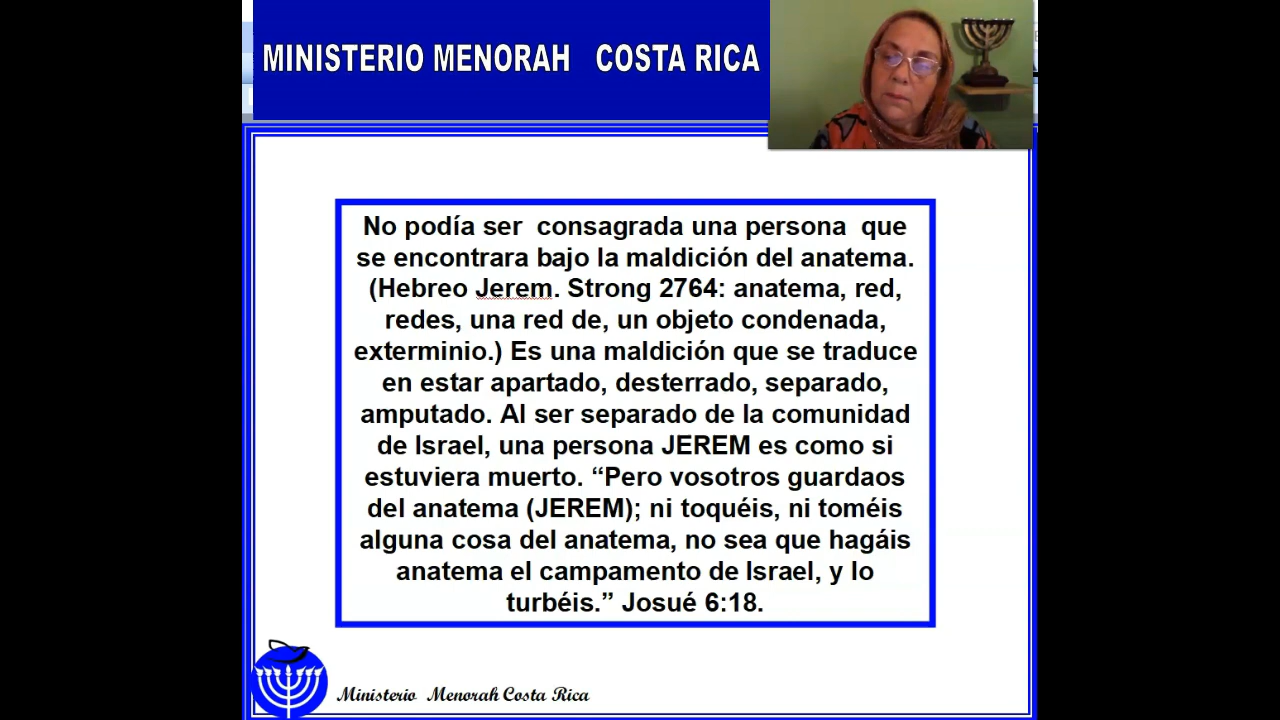 MINISTERIO MENORAH COSTA RICA
No podía ser consagrada una persona que
se encontrara bajo la maldición del anatema.
(Hebreo Jerem. Strong 2764: anatema, red,
redes, una red de, un objeto condenada,
exterminio.) Es una maldición que se traduce
en estar apartado, desterrado, separado,
amputado. Al ser separado de la comunidad
de Israel, una persona JEREM es como si
estuviera muerto. “Pero vosotros guardaos
del anatema (JEREM); ni toquéis, ni toméis
alguna cosa del anatema, no sea que hagáis
anatema el campamento de Israel, y lo
turbéis.” Josué 6:18.
Ministerio Menorah Costa Rica